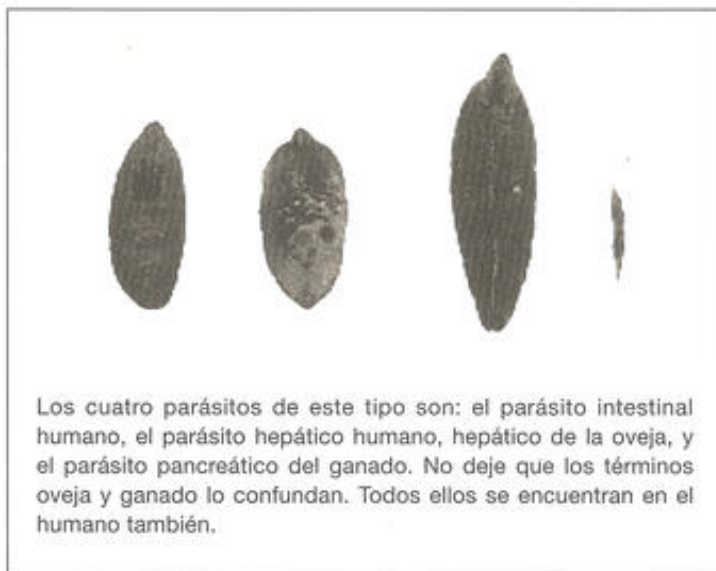 Los cuatro parásitos de este tipo son: el parásito intestinal
humano, el parásito hepático humano, hepático de la oveja, y
el parásito pancreático del ganado. No deje que los términos
oveja y ganado lo confundan. Todos ellos se encuentran en el
humano también.